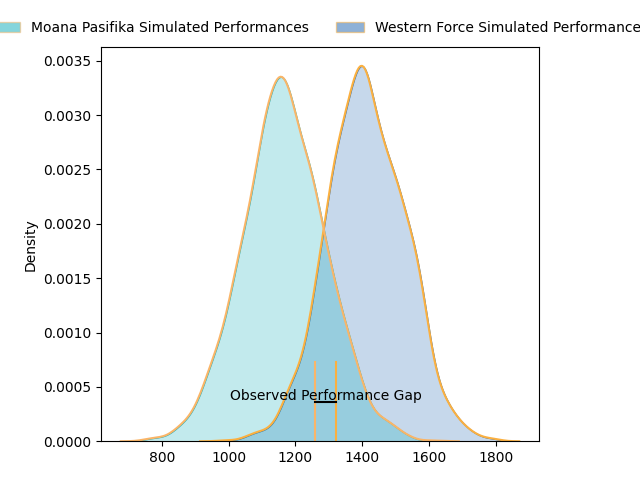 Moana Pasifika Simulated Performances
Western Force Simulated Performance
0.0035
0.0030
0.0025
0.0020
0.0015
0.0010
0.0005
0.0000
Density
Observed Performance Gap
800 1000 1200 1400 1600 1800